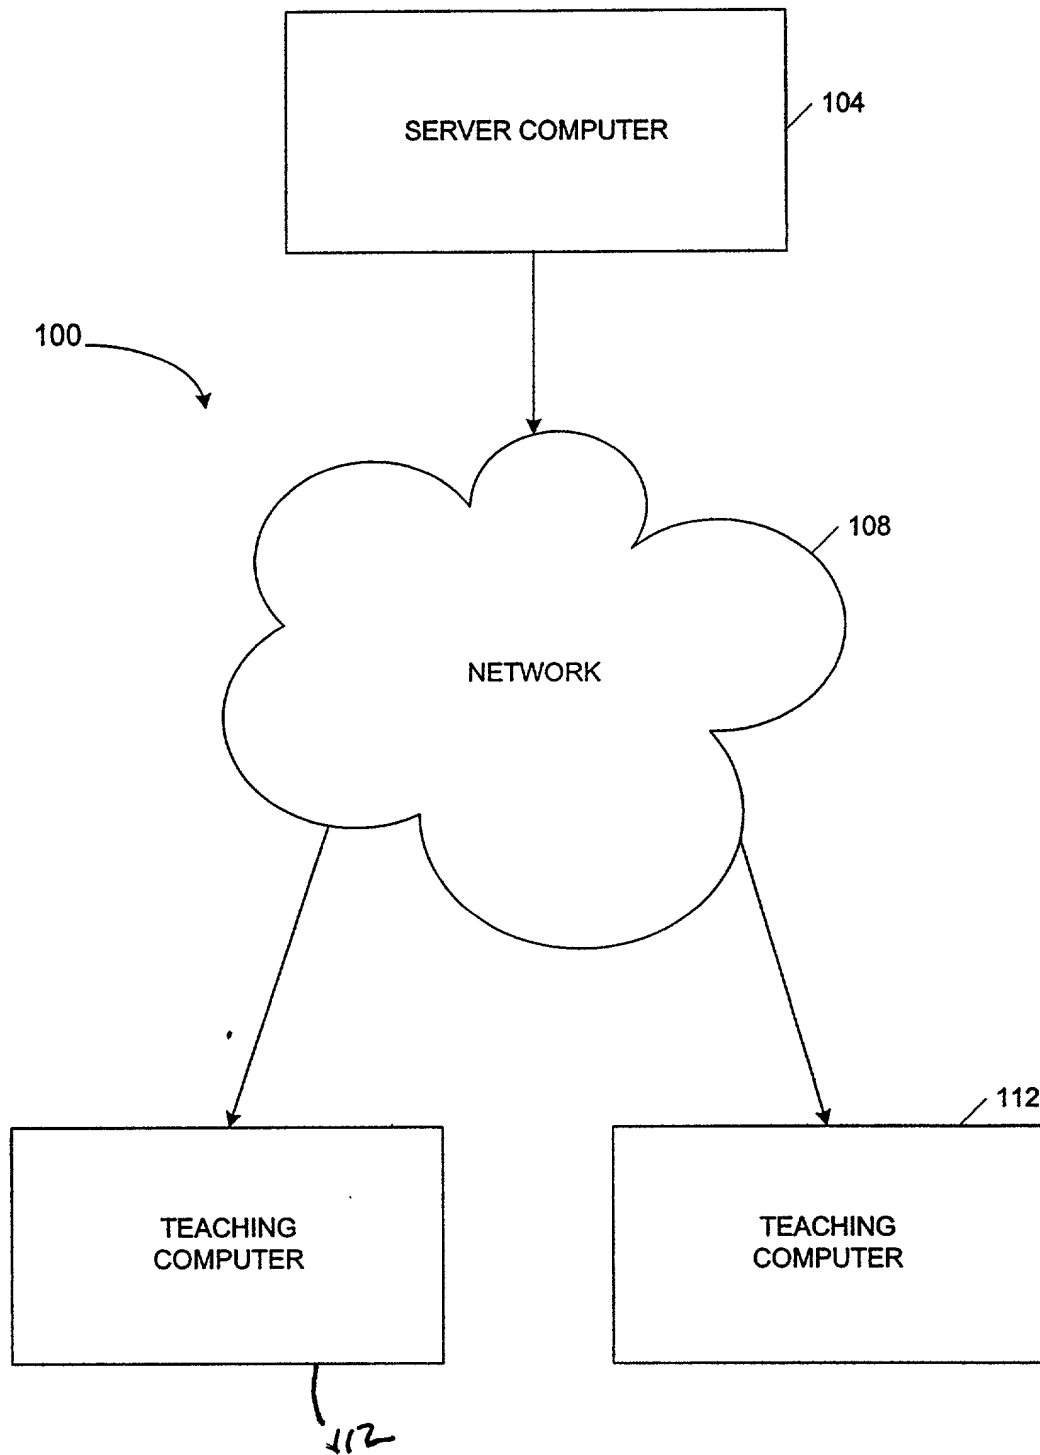 SERVER COMPUTER
104
100
108
NETWORK
112
TEACHING
COMPUTER
TEACHING
COMPUTER
112